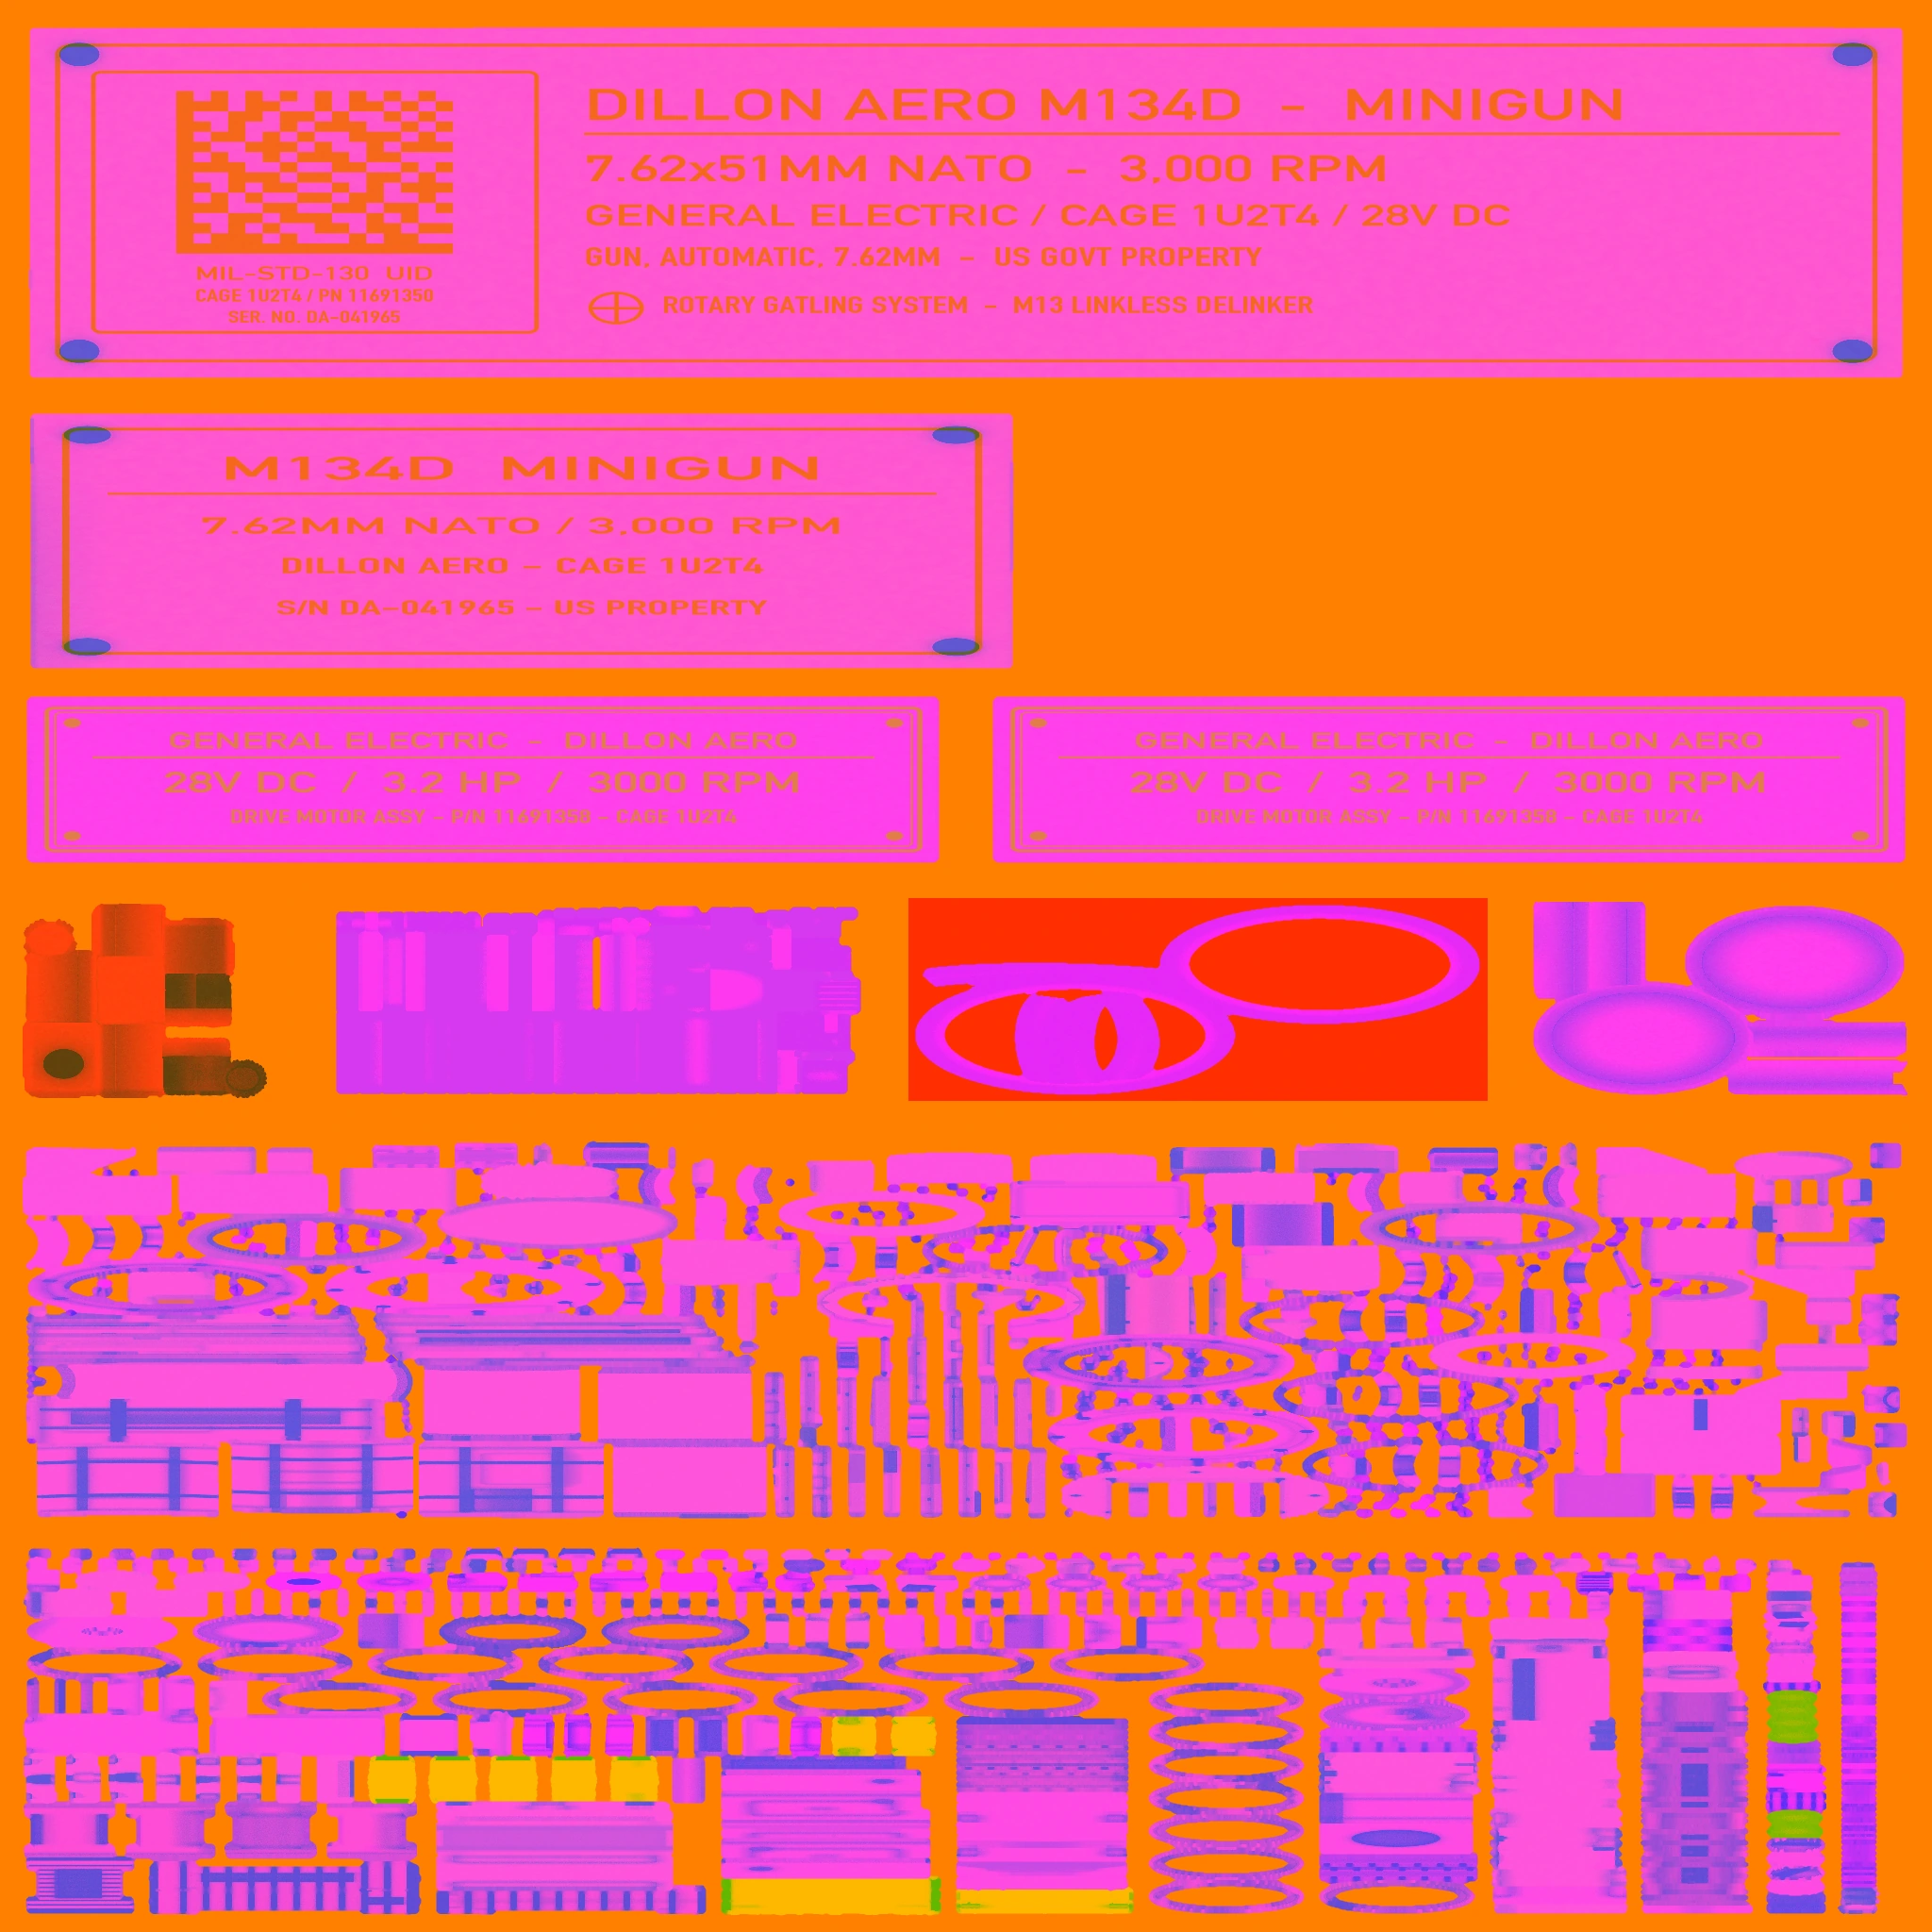 DILLON AERO M134D - MINIGUN
7.62x51MM NATO - 3,000 RPM
GENERAL ELECTRIC / CAGE 1U2T4 / 28V DC
GUN, AUTOMATIC, 7.62MM - US GOVT PROPERTY
ROTARY GATLING SYSTEM - M13 LINKLESS DELINKER
MIL-STD-130 UID
CAGE 1U2T4 / PN 11691350
SER. NO. DA-041965
M134D MINIGUN
7.62MM NATO / 3,000 RPM
DILLON AERO - CAGE 1U2T4
S/N DA-041965 - US PROPERTY
GENERAL ELECTRIC - DILLON AERO
28V DC / 3.2 HP / 3000 RPM
DRIVE MOTOR ASSY - P/N 11691358 - CAGE 1U2T4
GENERAL ELECTRIC - DILLON AERO
28V DC / 3.2 HP / 3000 RPM
DRIVE MOTOR ASSY - P/N 11691358 - CAGE 1U2T4